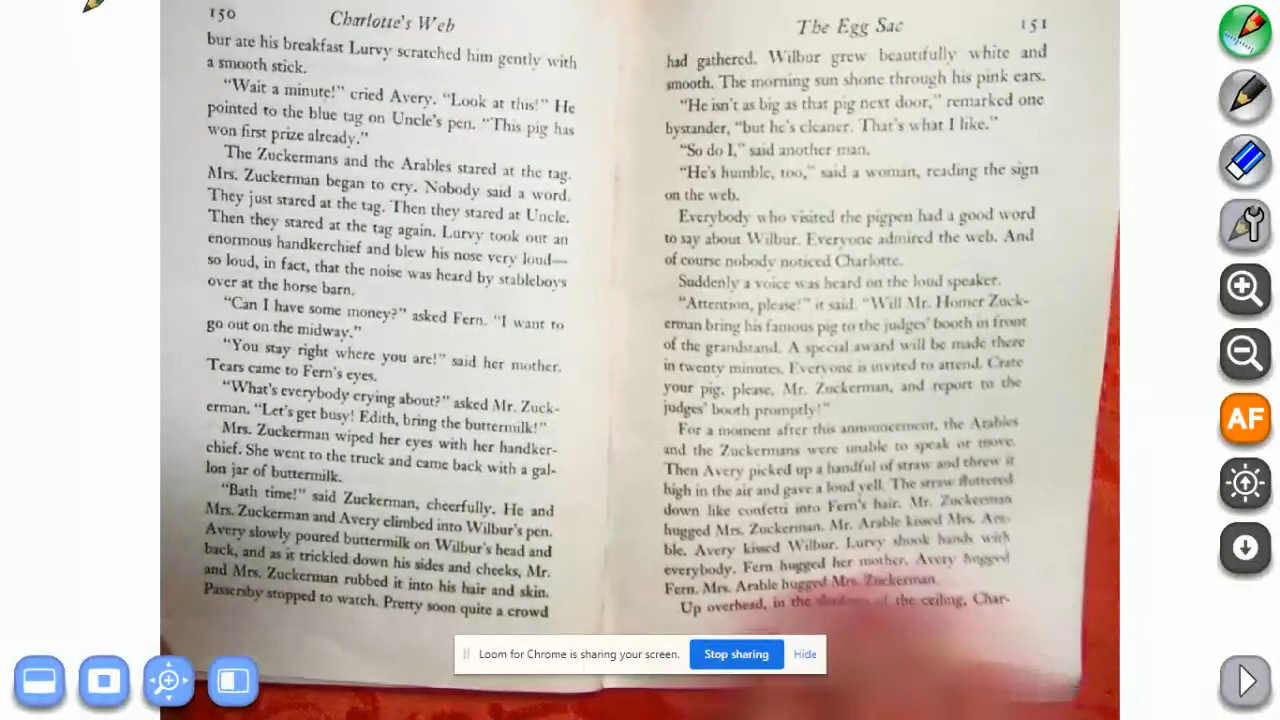 150
Charlotte's Web
bur ate his breakfast Lurvy scratched him gently with
a smooth stick.
"Wait a minute!" cried Avery. "Look at this!" He
pointed to the blue tag on Uncle's pen. "This pig has
won first prize already."
The Zuckermans and the Arables stared at the tag.
Mrs. Zuckerman began to cry. Nobody said a word.
They just stared at the tag. Then they stared at Uncle.
Then they stared at the tag again. Lurvy took out an
enormous handkerchief and blew his nose very loud—
so loud, in fact, that the noise was heard by stableboys
over at the horse barn.
"Can I have some money?" asked Fern. "I want to
go out on the midway."
"You stay right where you are!" said her mother.
Tears came to Fern's eyes.
"What's everybody crying about?" asked Mr. Zuck-
erman. "Let's get busy! Edith, bring the buttermilk!"
Mrs. Zuckerman wiped her eyes with her handker-
chief. She went to the truck and came back with a gal-
lon jar of buttermilk.
"Bath time!" said Zuckerman, cheerfully. He and
Mrs. Zuckerman and Avery climbed into Wilbur's pen.
Avery slowly poured buttermilk on Wilbur's head and
back, and as it trickled down his sides and cheeks, Mr.
and Mrs. Zuckerman rubbed it into his hair and skin.
Passersby stopped to watch. Pretty soon quite a crowd
The Egg Sac
151
had gathered. Wilbur grew beautifully white and
smooth. The morning sun shone through his pink ears.
"He isn't as big as that pig next door," remarked one
bystander, "but he's cleaner. That's what I like."
"So do I," said another man.
"He's humble, too," said a woman, reading the sign
on the web.
Everybody who visited the pigpen had a good word
to say about Wilbur. Everyone admired the web. And
of course nobody noticed Charlotte.
Suddenly a voice was heard on the loud speaker.
"Attention, please!" it said. "Will Mr. Homer Zuck-
erman bring his famous pig to the judges' booth in front
of the grandstand. A special award will be made there
in twenty minutes. Everyone is invited to attend. Crate
your pig, please, Mr. Zuckerman, and report to the
judges' booth promptly!"
For a moment after this announcement, the Arables
and the Zuckermans were unable to speak or move.
Then Avery picked up a handful of straw and threw it
high in the air and gave a loud yell. The straw fluttered
down like confetti into Fern's hair. Mr. Zuckerman
hugged Mrs. Zuckerman. Mr. Arable kissed Mrs. Ara-
ble. Avery kissed Wilbur. Lurvy shook hands with
everybody. Fern hugged her mother. Avery hugged
Fern. Mrs. Arable hugged Mrs. Zuckerman.
Up overhead, in the shadows of the ceiling, Char-
Loom for Chrome is sharing your screen.
Stop sharing
Hide
AF